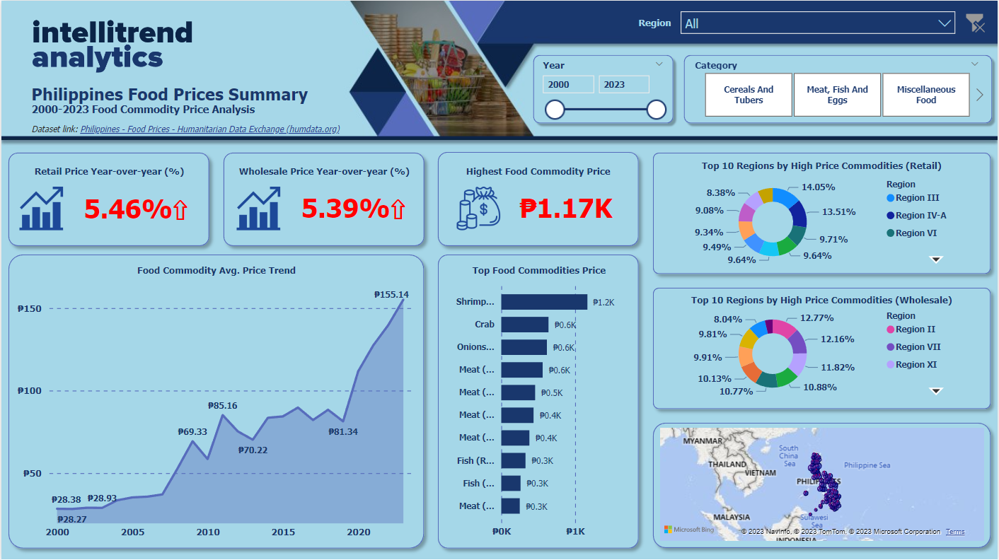 intellitrend
analytics
Philippines Food Prices Summary
2000-2023 Food Commodity Price Analysis
Dataset link: Philippines - Food Prices - Humanitarian Data Exchange (humdata.org)
Region
All
Year
2000
2023
Category
Cereals And
Tubers
Meat, Fish And
Eggs
Miscellaneous
Food
Retail Price Year-over-year (%)
5.46%⇧
Wholesale Price Year-over-year (%)
5.39%⇧
Highest Food Commodity Price
₱1.17K
Food Commodity Avg. Price Trend
₱150
₱100
₱50
₱28.38
₱28.27
₱28.93
₱69.33
₱85.16
₱70.22
₱81.34
₱155.14
2000
2005
2010
2015
2020
Top Food Commodities Price
Shrimp... ₱1.2K
Crab ₱0.6K
Onions... ₱0.6K
Meat (... ₱0.6K
Meat (... ₱0.5K
Meat (... ₱0.4K
Meat (... ₱0.4K
Fish (R... ₱0.3K
Fish (... ₱0.3K
Meat (... ₱0.3K
₱0K
₱1K
Top 10 Regions by High Price Commodities (Retail)
14.05%
13.51%
9.71%
9.64%
9.64%
9.49%
9.34%
9.08%
8.38%
Region
Region III
Region IV-A
Region VI
Top 10 Regions by High Price Commodities (Wholesale)
12.77%
12.16%
11.82%
10.88%
10.77%
10.13%
9.91%
9.81%
8.04%
Region
Region II
Region VII
Region XI
MYANMAR
THAILAND
VIETNAM
South
China
Sea
Philippine Sea
PHILIPPINES
MALAYSIA
Sulawesi
Sea
INDONESIA
Microsoft Bing
© 2023 NavInfo, © 2023 TomTom, © 2023 Microsoft Corporation Terms